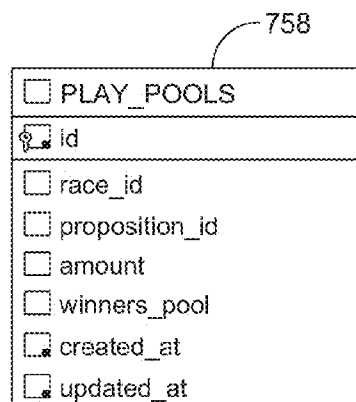 758
PLAY_POOLS
id
race_id
proposition_id
amount
winners_pool
created_at
updated_at